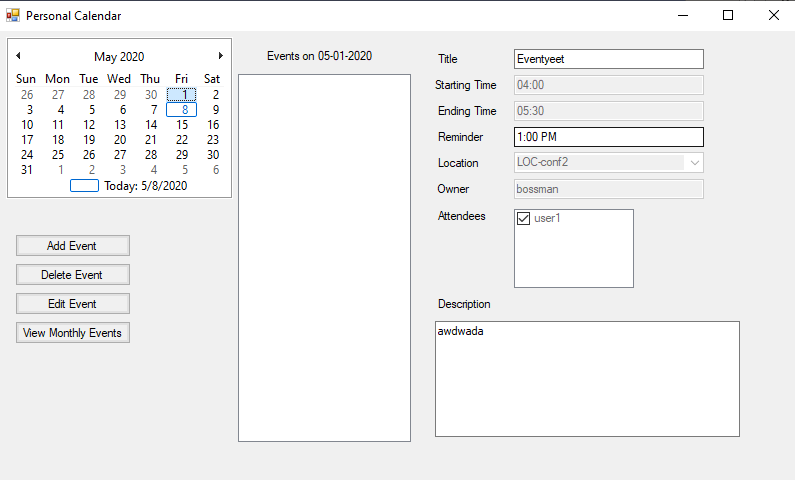 Personal Calendar
May 2020
Sun Mon Tue Wed Thu Fri Sat
26 27 28 29 30 1 2
3 4 5 6 7 8 9
10 11 12 13 14 15 16
17 18 19 20 21 22 23
24 25 26 27 28 29 30
31 1 2 3 4 5 6
Today: 5/8/2020
Add Event
Delete Event
Edit Event
View Monthly Events
Events on 05-01-2020
Title Eventyeet
Starting Time 04:00
Ending Time 05:30
Reminder 1:00 PM
Location LOC-conf2
Owner bossman
Attendees user1
Description
awdwada